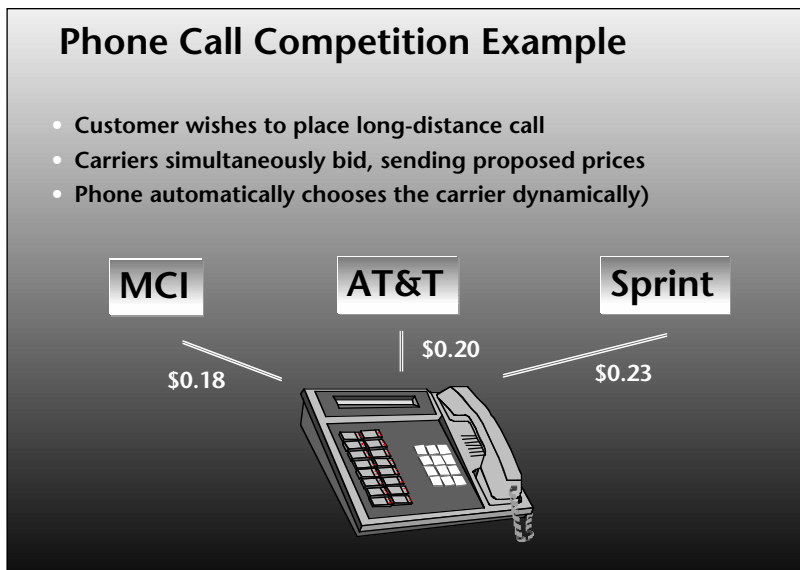 Phone Call Competition Example
• Customer wishes to place long-distance call
• Carriers simultaneously bid, sending proposed prices
• Phone automatically chooses the carrier dynamically)
MCI
AT&T
Sprint
$0.18
$0.20
$0.23